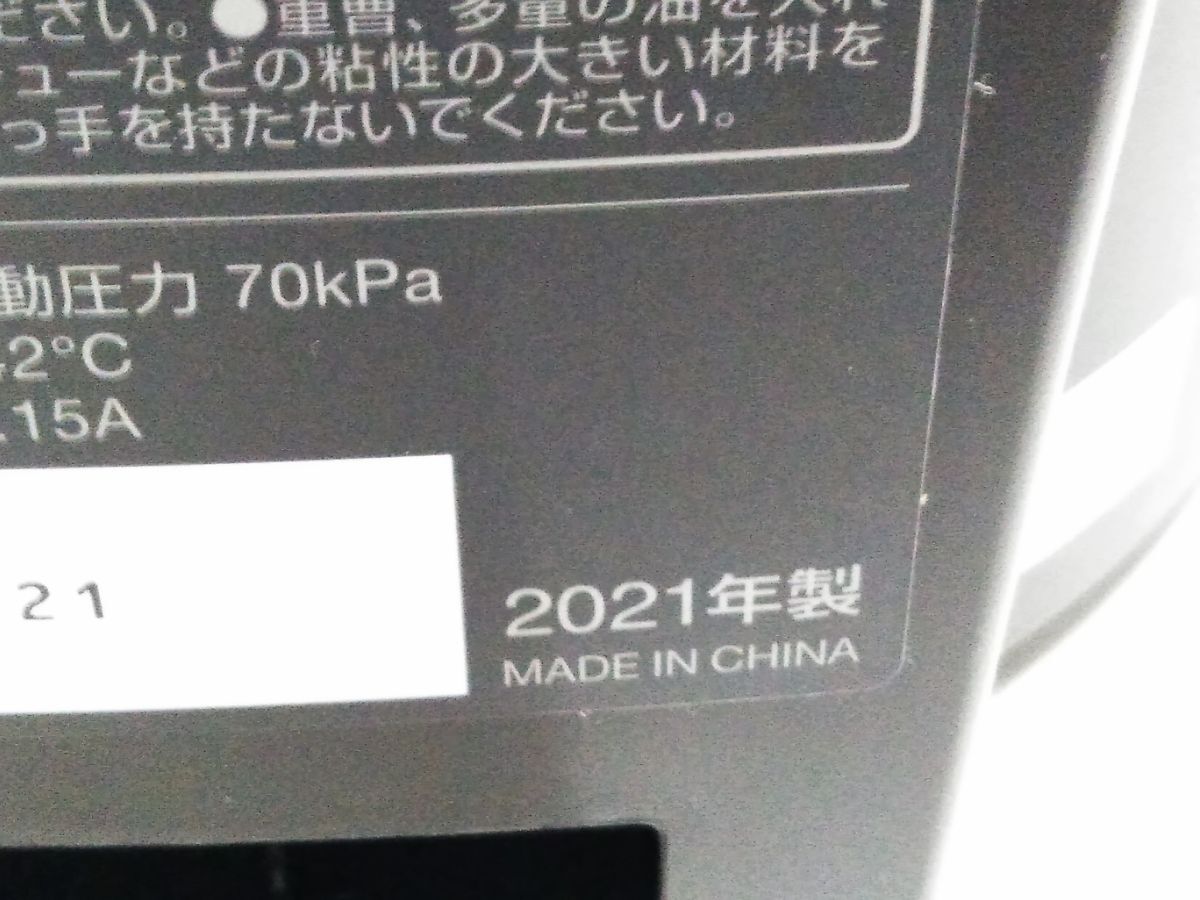 ださい。●重曹、多量の油を入れ
シューなどの粘性の大きい材料を
っ手を持たないでください。
動圧力 70kPa
42°C
.15A
21
2021年製
MADE IN CHINA